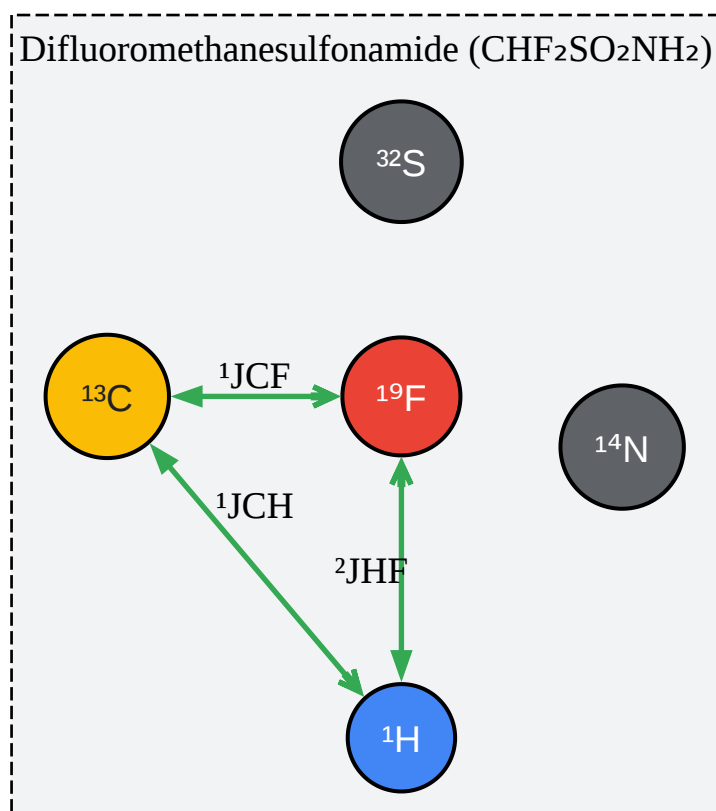 Difluoromethanesulfonamide (CHF₂SO₂NH₂)
³²S
¹JCF
¹³C
¹⁹F
¹⁴N
¹JCH
²JHF
¹H